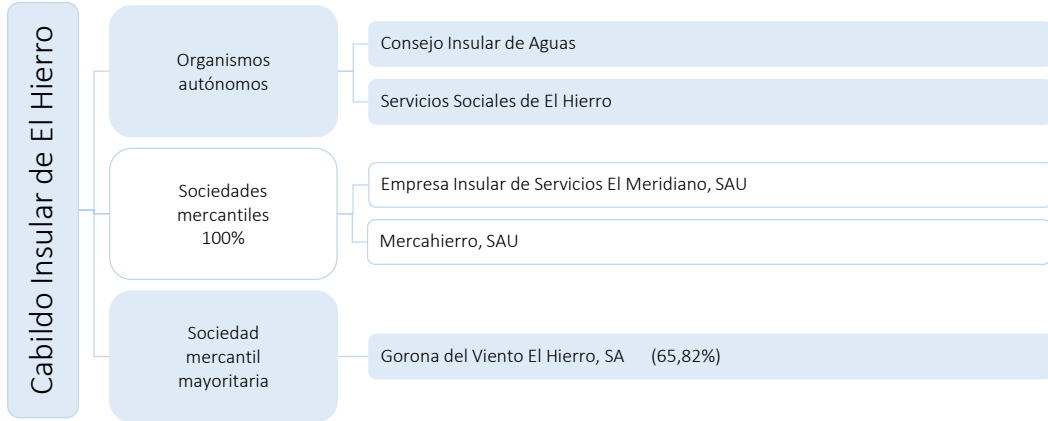 Cabildo Insular de El Hierro
Organismos
autónomos
Consejo Insular de Aguas
Servicios Sociales de El Hierro
Sociedades
mercantiles
100%
Empresa Insular de Servicios El Meridiano, SAU
Mercahierro, SAU
Sociedad
mercantil
mayoritaria
Gorona del Viento El Hierro, SA (65,82%)